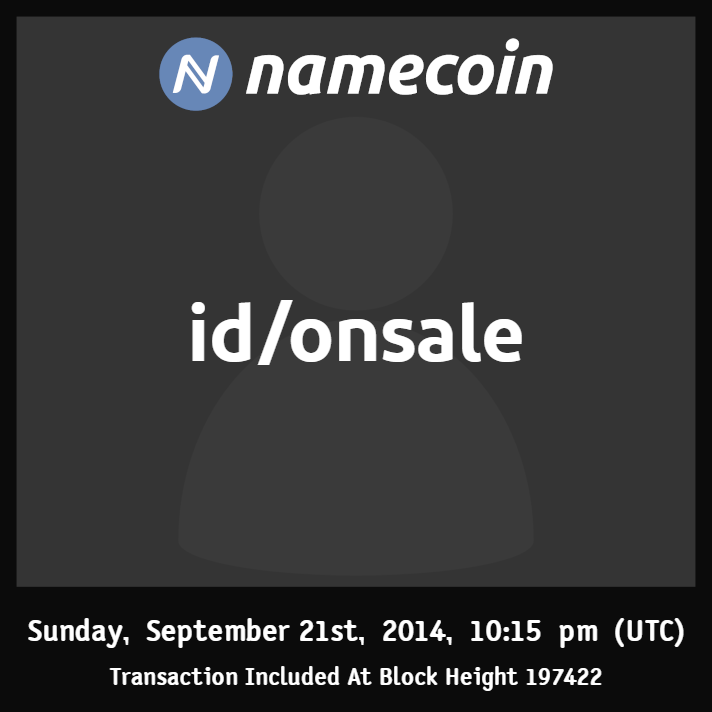 namecoin
id/onsale
Sunday, September 21st, 2014, 10:15 pm (UTC)
Transaction Included At Block Height 197422